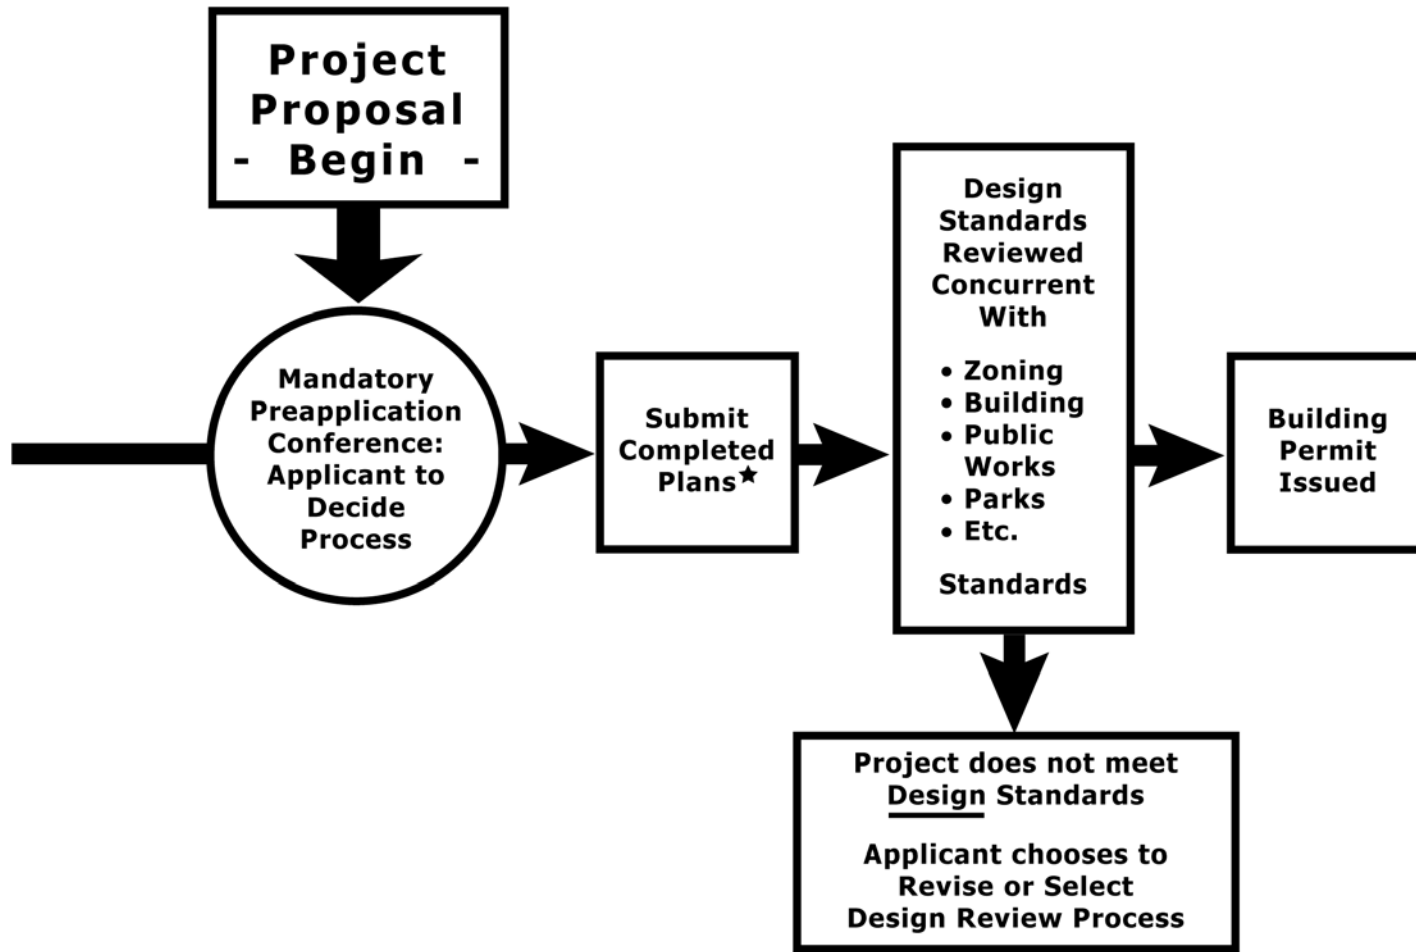 Project
Proposal
- Begin -
Mandatory
Preapplication
Conference:
Applicant to
Decide
Process
Submit
Completed
Plans★
Design
Standards
Reviewed
Concurrent
With
• Zoning
• Building
• Public
Works
• Parks
• Etc.
Standards
Building
Permit
Issued
Project does not meet
Design Standards
Applicant chooses to
Revise or Select
Design Review Process